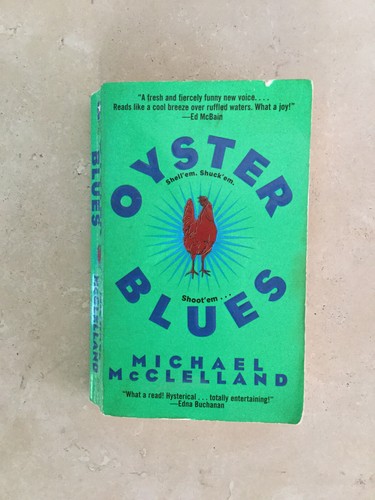 "A fresh and fiercely funny new voice. . . .
Reads like a cool breeze over ruffled waters. What a joy!"
—Ed McBain
OYSTER
Shell'em. Shuck'em.
Shoot'em . . .
BLUES
MICHAEL
McCLELLAND
"What a read! Hysterical . . . totally entertaining!"
—Edna Buchanan
BLUES
McCLELLAND